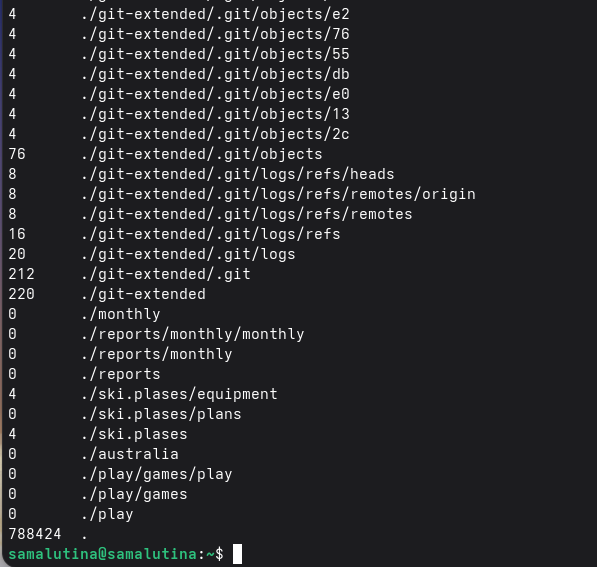 4 ./git-extended/.git/objects/e2
4 ./git-extended/.git/objects/76
4 ./git-extended/.git/objects/55
4 ./git-extended/.git/objects/db
4 ./git-extended/.git/objects/e0
4 ./git-extended/.git/objects/13
4 ./git-extended/.git/objects/2c
76 ./git-extended/.git/objects
8 ./git-extended/.git/logs/refs/heads
8 ./git-extended/.git/logs/refs/remotes/origin
8 ./git-extended/.git/logs/refs/remotes
16 ./git-extended/.git/logs/refs
20 ./git-extended/.git/logs
212 ./git-extended/.git
220 ./git-extended
0 ./monthly
0 ./reports/monthly/monthly
0 ./reports/monthly
0 ./reports
4 ./ski.plases/equipment
0 ./ski.plases/plans
4 ./ski.plases
0 ./australia
0 ./play/games/play
0 ./play/games
0 ./play
788424 .
samalutina@samalutina:~$